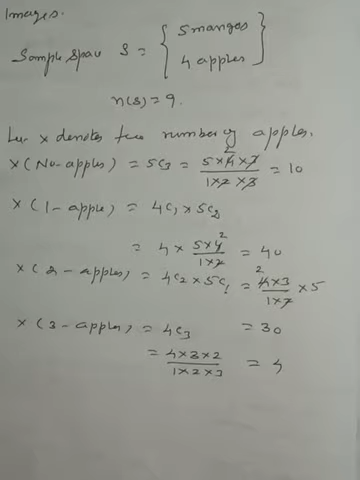 Images.
Sample space S = { 5 mangoes
4 apples }
n(S) = 9.
Let x denotes the number of apples.
x (No-apples) = 5C3 = 5×4×3 / 1×2×3 = 10
x (1-apple) = 4C1 × 5C2
= 4 × 5×4 2 / 1×2 = 40
x (2-apples) = 4C2 × 5C1 = 2 4×3 / 1×2 × 5
= 30
x (3-apples) = 4C3
= 4×3×2 / 1×2×3 = 4